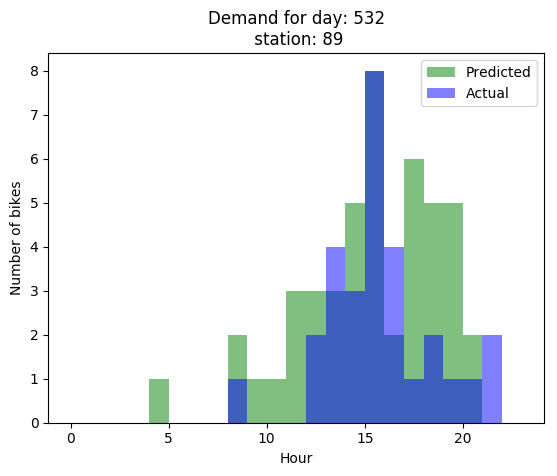 Demand for day: 532
station: 89
Predicted
Actual
Number of bikes
8
7
6
5
4
3
2
1
0
0 5 10 15 20
Hour